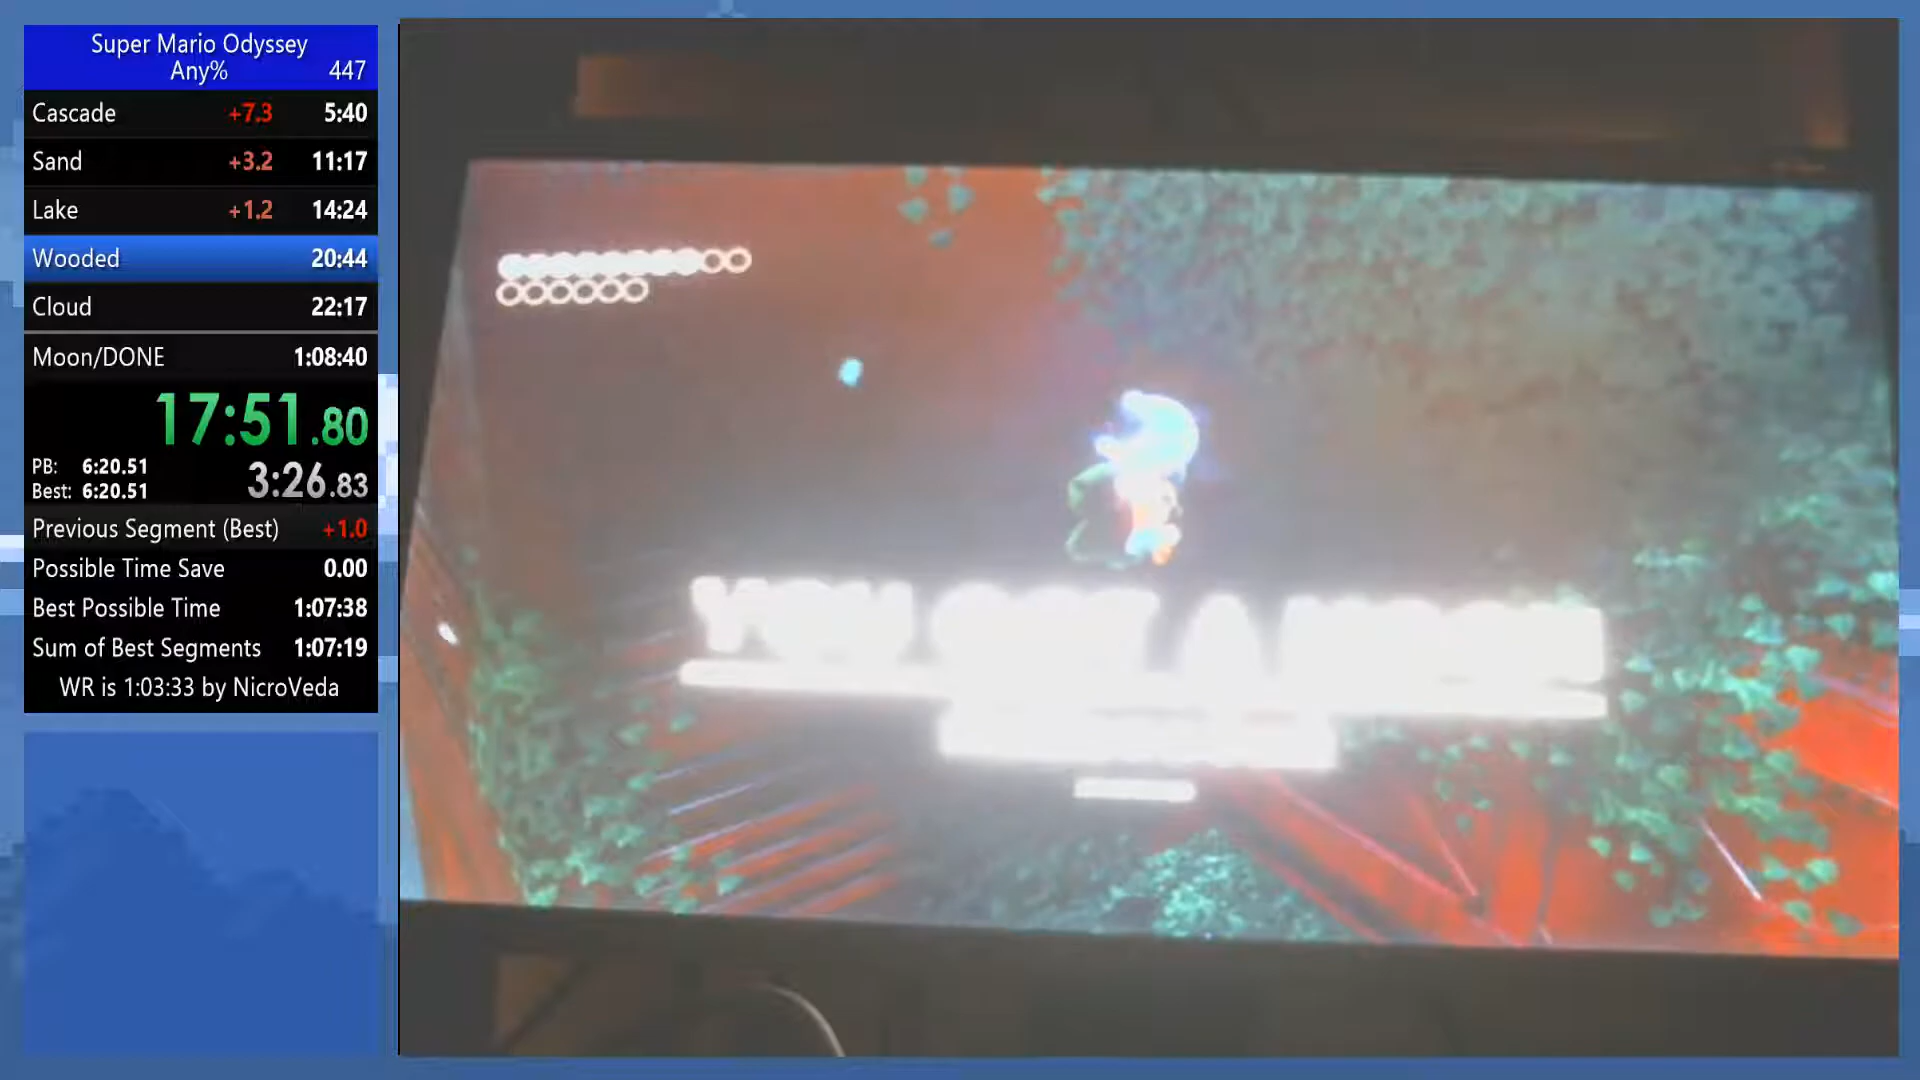 Super Mario Odyssey
Any% 447
Cascade +7.3 5:40
Sand +3.2 11:17
Lake +1.2 14:24
Wooded 20:44
Cloud 22:17
Moon/DONE 1:08:40
17:51.80
PB: 6:20.51
Best: 6:20.51
3:26.83
Previous Segment (Best) +1.0
Possible Time Save 0.00
Best Possible Time 1:07:38
Sum of Best Segments 1:07:19
WR is 1:03:33 by NicroVeda